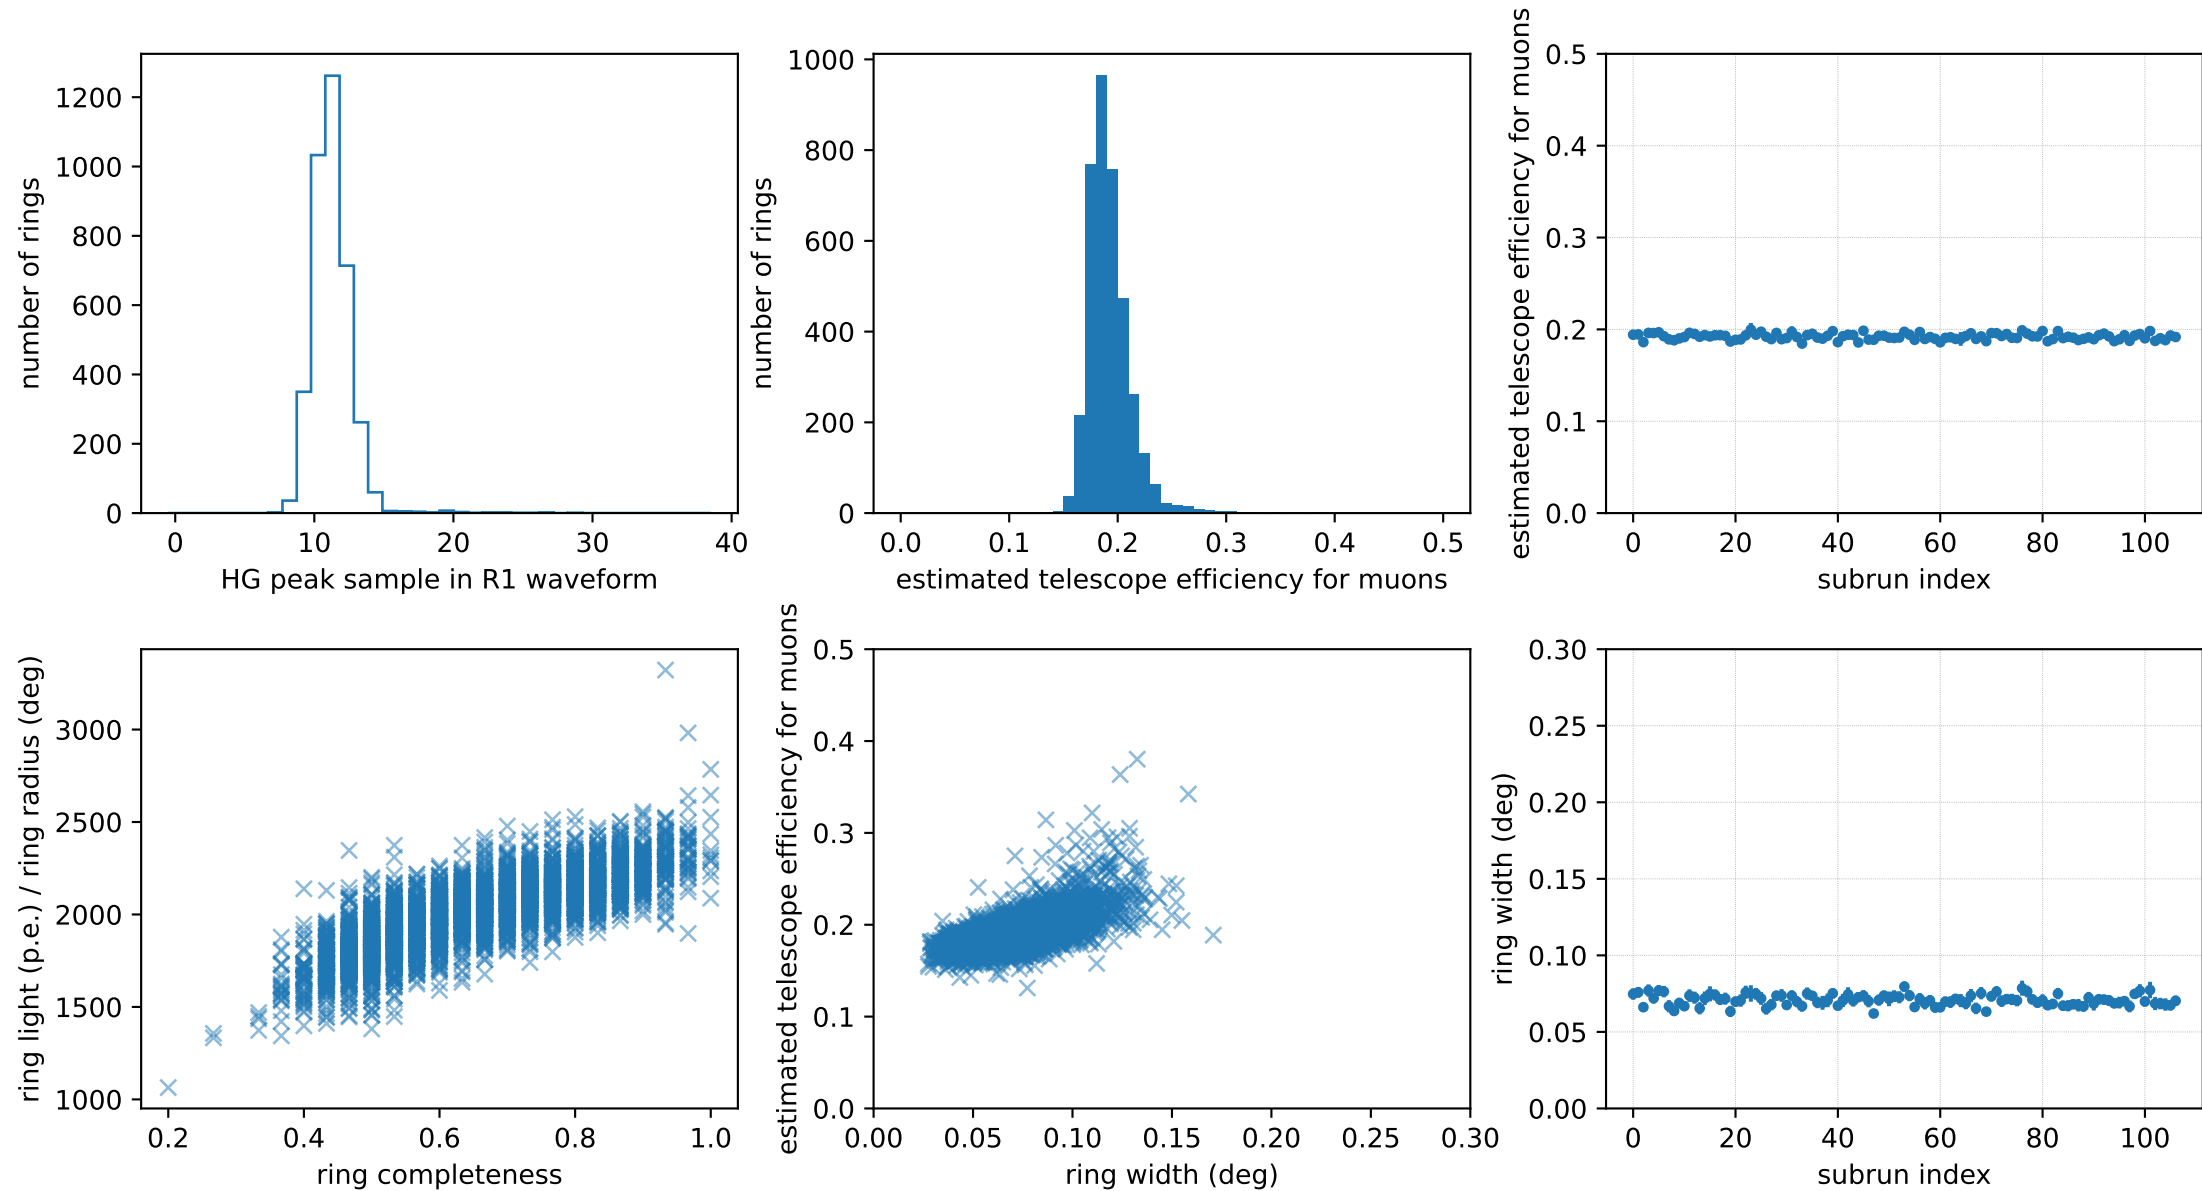 number of rings
1200
1000
800
600
400
200
0
0 10 20 30 40
HG peak sample in R1 waveform
number of rings
1000
800
600
400
200
0
0.0 0.1 0.2 0.3 0.4 0.5
estimated telescope efficiency for muons
estimated telescope efficiency for muons
0.5
0.4
0.3
0.2
0.1
0.0
0 20 40 60 80 100
subrun index
ring light (p.e.) / ring radius (deg)
3000
2500
2000
1500
1000
0.2 0.4 0.6 0.8 1.0
ring completeness
estimated telescope efficiency for muons
0.5
0.4
0.3
0.2
0.1
0.0
0.00 0.05 0.10 0.15 0.20 0.25 0.30
ring width (deg)
ring width (deg)
0.30
0.25
0.20
0.15
0.10
0.05
0.00
0 20 40 60 80 100
subrun index